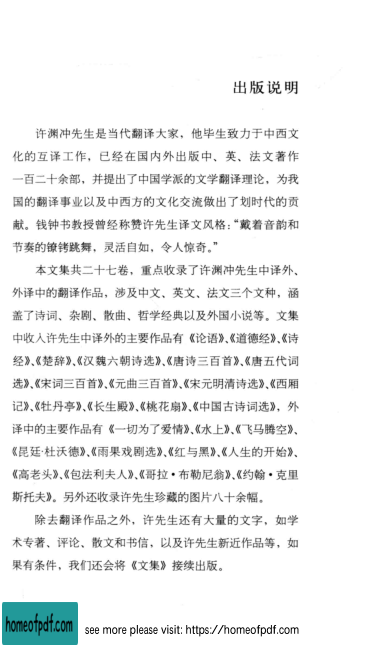 出版说明
许渊冲先生是当代翻译大家，他毕生致力于中西文
化的互译工作，已经在国内外出版中、英、法文著作
一百二十余部，并提出了中国学派的文学翻译理论，为我
国的翻译事业以及中西方的文化交流做出了划时代的贡
献。钱钟书教授曾经称赞许先生译文风格：“戴着音韵和
节奏的镣铐跳舞，灵活自如，令人惊奇。”
本文集共二十七卷，重点收录了许渊冲先生中译外、
外译中的翻译作品，涉及中文、英文、法文三个文种，涵
盖了诗词、杂剧、散曲、哲学经典以及外国小说等。文集
中收入许先生中译外的主要作品有《论语》、《道德经》、《诗
经》、《楚辞》、《汉魏六朝诗选》、《唐诗三百首》、《唐五代词
选》、《宋词三百首》、《元曲三百首》、《宋元明清诗选》、《西厢
记》、《牡丹亭》、《长生殿》、《桃花扇》、《中国古诗词选》，外
译中的主要作品有《一切为了爱情》、《水上》、《飞马腾空》、
《昆廷·杜沃德》、《雨果戏剧选》、《红与黑》、《人生的开始》、
《高老头》、《包法利夫人》、《哥拉·布勒尼翁》、《约翰·克里
斯托夫》。另外还收录许先生珍藏的图片八十余幅。
除去翻译作品之外，许先生还有大量的文字，如学
术专著、评论、散文和书信，以及许先生新近作品等，如
果有条件，我们还会将《文集》接续出版。
homeofpdf.com
see more please visit: https://homeofpdf.com